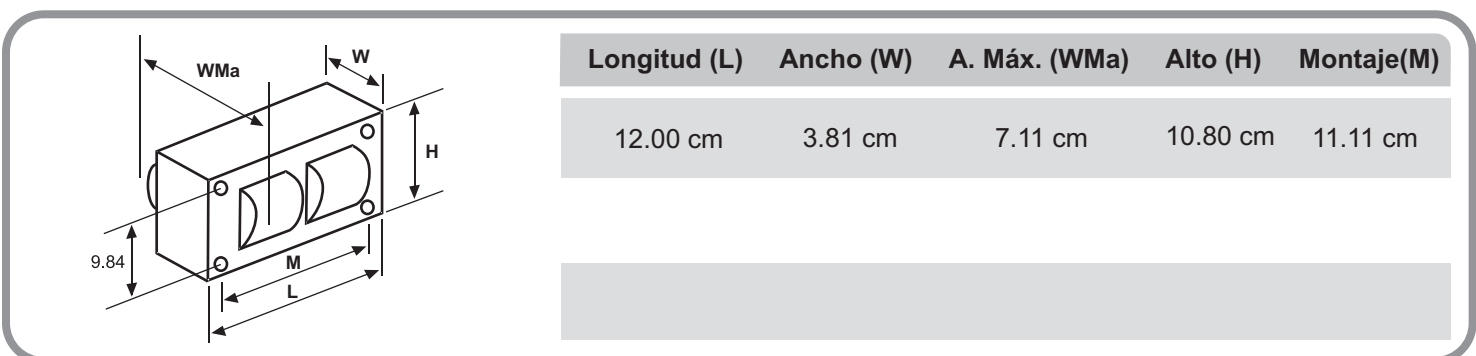 WMa
W
H
9.84
M
L
Longitud (L) Ancho (W) A. Máx. (WMa) Alto (H) Montaje(M)
12.00 cm 3.81 cm 7.11 cm 10.80 cm 11.11 cm